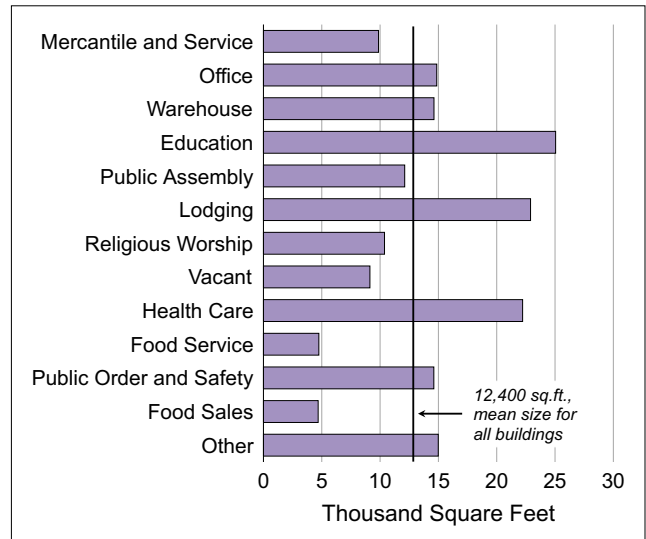 Mercantile and Service
Office
Warehouse
Education
Public Assembly
Lodging
Religious Worship
Vacant
Health Care
Food Service
Public Order and Safety
Food Sales
Other
12,400 sq.ft.,
mean size for
all buildings
0 5 10 15 20 25 30
Thousand Square Feet